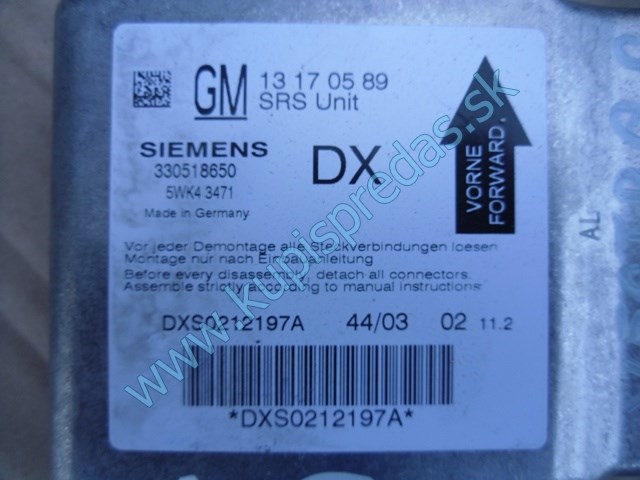 GM 13 17 05 89
SRS Unit
SIEMENS
330518650
5WK4 3471
Made in Germany
DX
VORNE
FORWARD,
Vor jeder Demontage alle Steckverbindungen loesen
Montage nur nach Einbauanleitung
Before every disassembly, detach all connectors.
Assemble strictly according to manual instructions
DXS0212197A 44/03 02 11.2
*DXS0212197A*
AL
www.kupispredas.sk